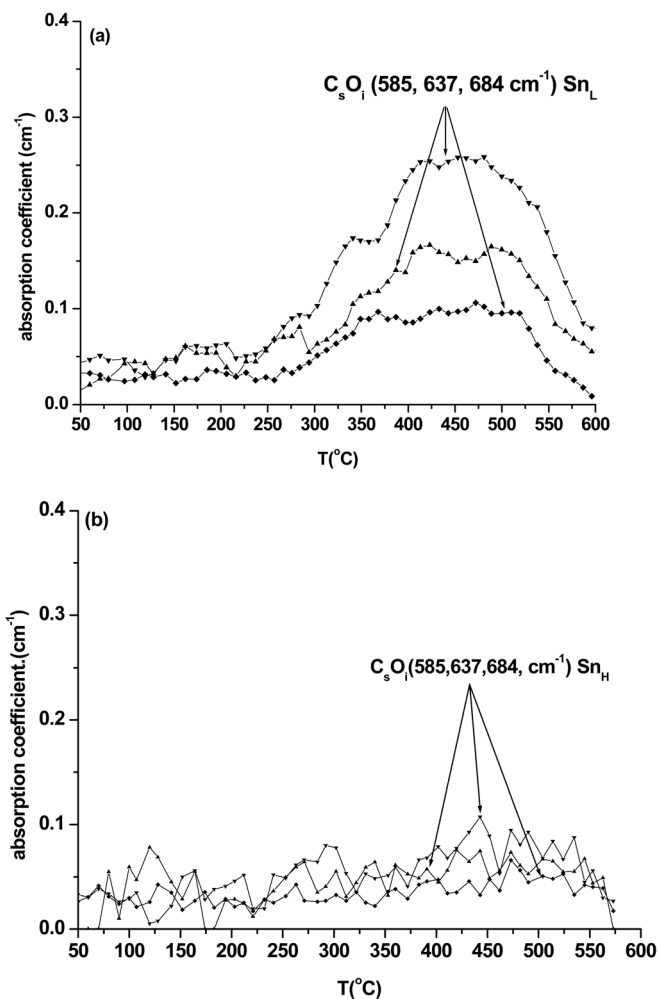 (a)
C_sO_i (585, 637, 684 cm⁻¹) Sn_L
absorption coefficient (cm⁻¹)
0.4
0.3
0.2
0.1
0.0
50 100 150 200 250 300 350 400 450 500 550 600
T(°C)
(b)
C_sO_i(585,637,684, cm⁻¹) Sn_H
absorption coefficient.(cm⁻¹)
0.4
0.3
0.2
0.1
0.0
50 100 150 200 250 300 350 400 450 500 550 600
T(°C)